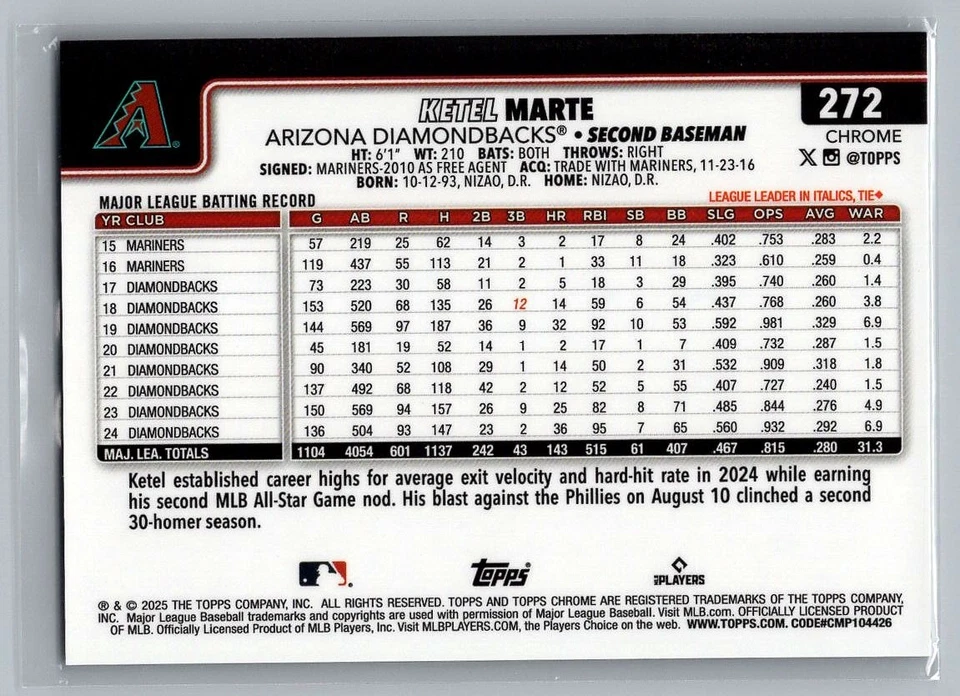 272
KETEL MARTE
CHROME
ARIZONA DIAMONDBACKS® • SECOND BASEMAN
HT: 6'1" WT: 210 BATS: BOTH THROWS: RIGHT
@TOPPS
SIGNED: MARINERS-2010 AS FREE AGENT ACQ: TRADE WITH MARINERS, 11-23-16
BORN: 10-12-93, NIZAO, D.R. HOME: NIZAO, D.R.
MAJOR LEAGUE BATTING RECORD LEAGUE LEADER IN ITALICS, TIE♦
YR CLUB G AB R H 2B 3B HR RBI SB BB SLG OPS AVG WAR
15 MARINERS 57 219 25 62 14 3 2 17 8 24 .402 .753 .283 2.2
16 MARINERS 119 437 55 113 21 2 1 33 11 18 .323 .610 .259 0.4
17 DIAMONDBACKS 73 223 30 58 11 2 5 18 3 29 .395 .740 .260 1.4
18 DIAMONDBACKS 153 520 68 135 26 12 14 59 6 54 .437 .768 .260 3.8
19 DIAMONDBACKS 144 569 97 187 36 9 32 92 10 53 .592 .981 .329 6.9
20 DIAMONDBACKS 45 181 19 52 14 1 2 17 1 7 .409 .732 .287 1.5
21 DIAMONDBACKS 90 340 52 108 29 1 14 50 2 31 .532 .909 .318 1.8
22 DIAMONDBACKS 137 492 68 118 42 2 12 52 5 55 .407 .727 .240 1.5
23 DIAMONDBACKS 150 569 94 157 26 9 25 82 8 71 .485 .844 .276 4.9
24 DIAMONDBACKS 136 504 93 147 23 2 36 95 7 65 .560 .932 .292 6.9
MAJ. LEA. TOTALS 1104 4054 601 1137 242 43 143 515 61 407 .467 .815 .280 31.3
Ketel established career highs for average exit velocity and hard-hit rate in 2024 while earning
his second MLB All-Star Game nod. His blast against the Phillies on August 10 clinched a second
30-homer season.
Topps
PLAYERS
® & © 2025 THE TOPPS COMPANY, INC. ALL RIGHTS RESERVED. TOPPS AND TOPPS CHROME ARE REGISTERED TRADEMARKS OF THE TOPPS COMPANY,
INC. Major League Baseball trademarks and copyrights are used with permission of Major League Baseball. Visit MLB.com. OFFICIALLY LICENSED PRODUCT
OF MLB. Officially Licensed Product of MLB Players, Inc. Visit MLBPLAYERS.COM, the Players Choice on the web. WWW.TOPPS.COM. CODE#CMP104426